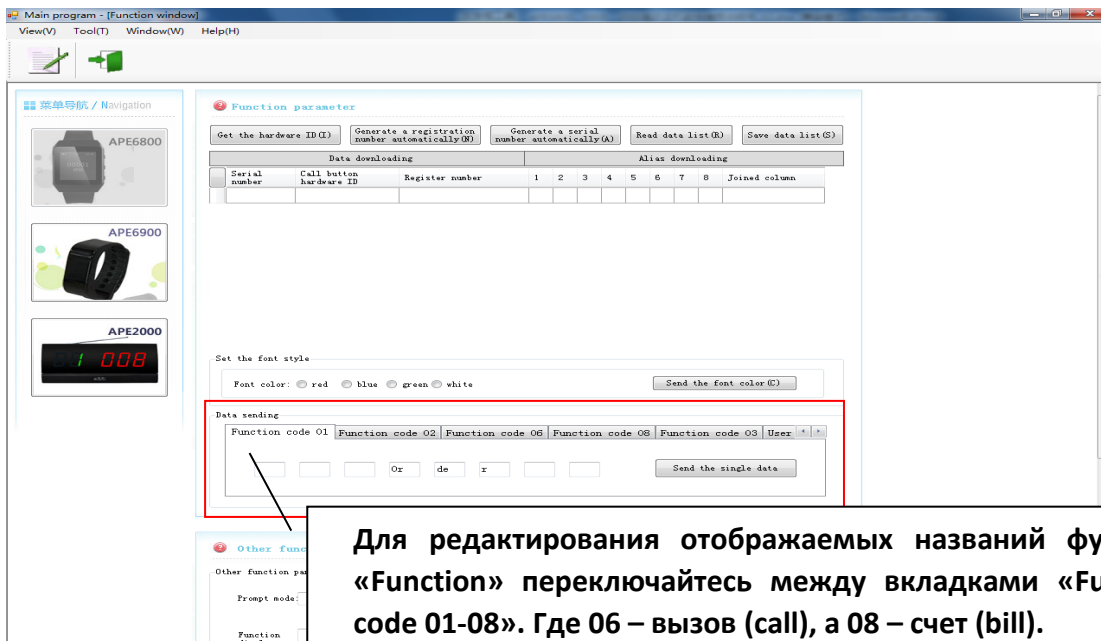 Main program - [Function window]
View(V) Tool(T) Window(W) Help(H)
菜单导航 / Navigation
APE6800
APE6900
APE2000
1 008
Function parameter
Get the hardware ID(I)
Generate a registration
number automatically(N)
Generate a serial
number automatically(A)
Read data list(R)
Save data list(S)
Data downloading Alias downloading
Serial
number
Call button
hardware ID
Register number 1 2 3 4 5 6 7 8 Joined column
Set the font style
Font color: red blue green white Send the font color(C)
Data sending
Function code 01 Function code 02 Function code 06 Function code 08 Function code 03 User
Or de r Send the single data
Other func
Other function par
Prompt mode:
Function
Для редактирования отображаемых названий фу
«Function» переключайтесь между вкладками «Fu
code 01-08». Где 06 – вызов (call), а 08 – счет (bill).